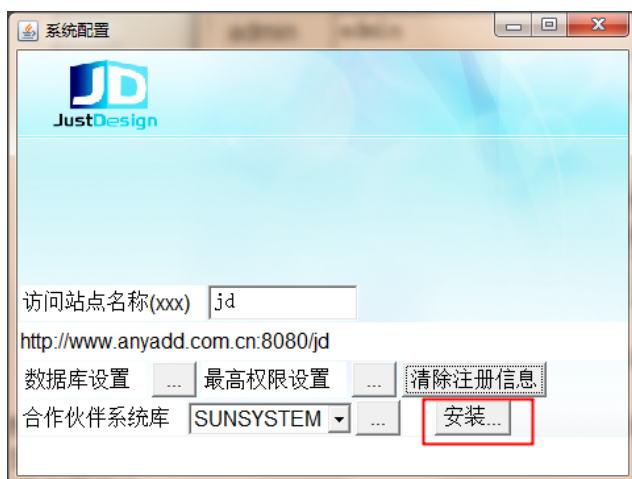 系统配置
JD
JustDesign
访问站点名称(xxx) jd
http://www.anyadd.com.cn:8080/jd
数据库设置 ... 最高权限设置 ... 清除注册信息
合作伙伴系统库 SUNSYSTEM ... 安装...